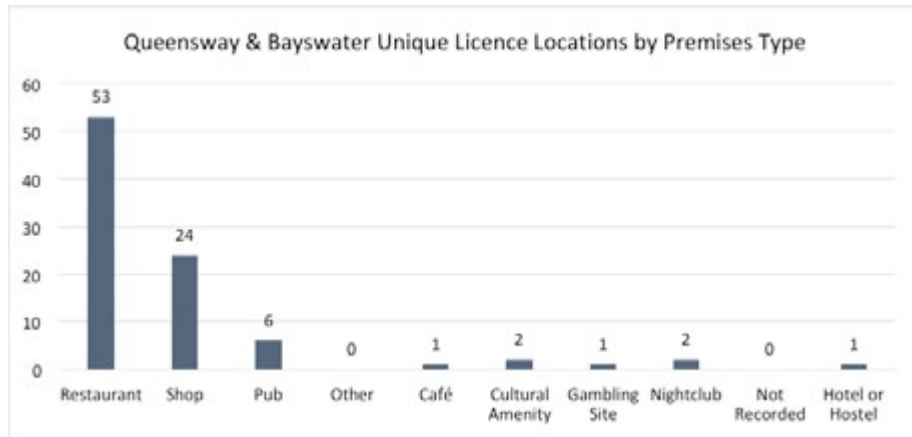 Queensway & Bayswater Unique Licence Locations by Premises Type
60
50
40
30
20
10
0
53
24
6
0
1
2
1
2
0
1
Restaurant
Shop
Pub
Other
Café
Cultural
Amenity
Gambling
Site
Nightclub
Not
Recorded
Hotel or
Hostel